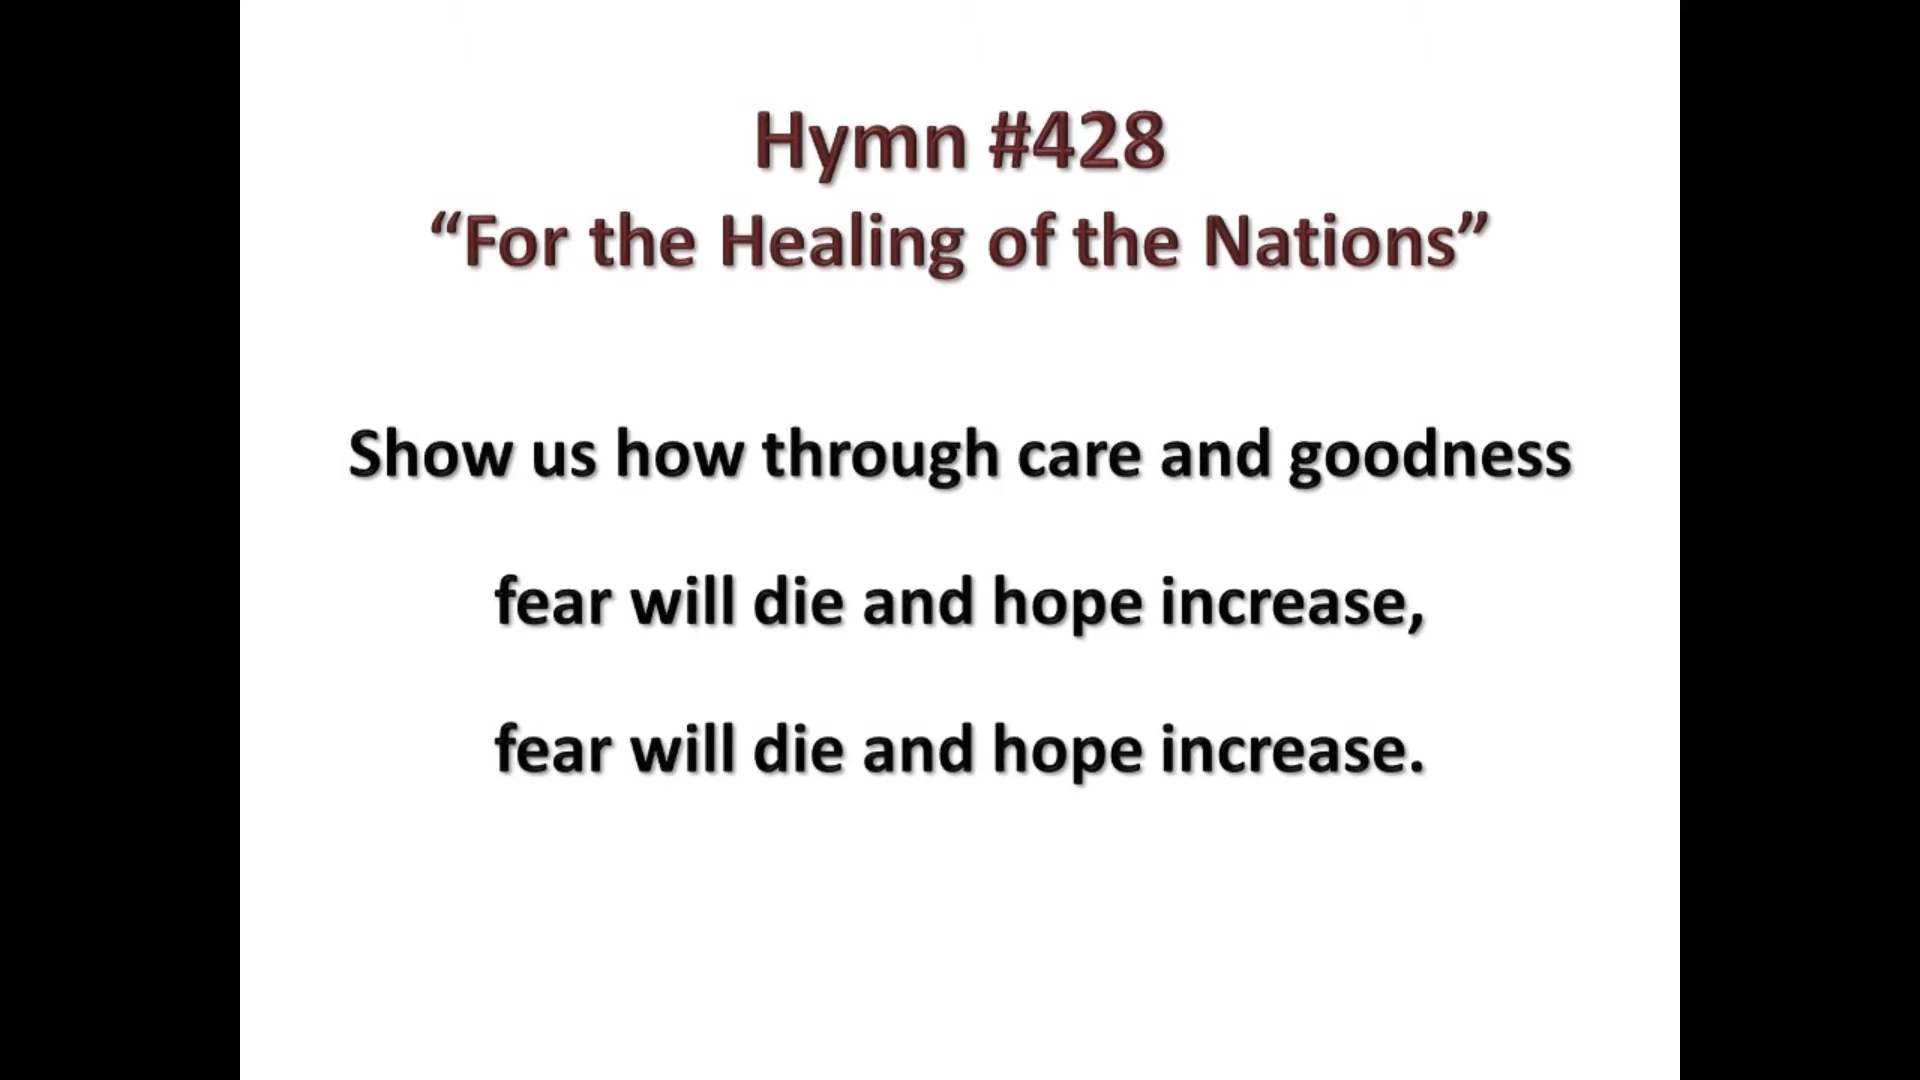 Hymn #428
“For the Healing of the Nations”
Show us how through care and goodness
fear will die and hope increase,
fear will die and hope increase.